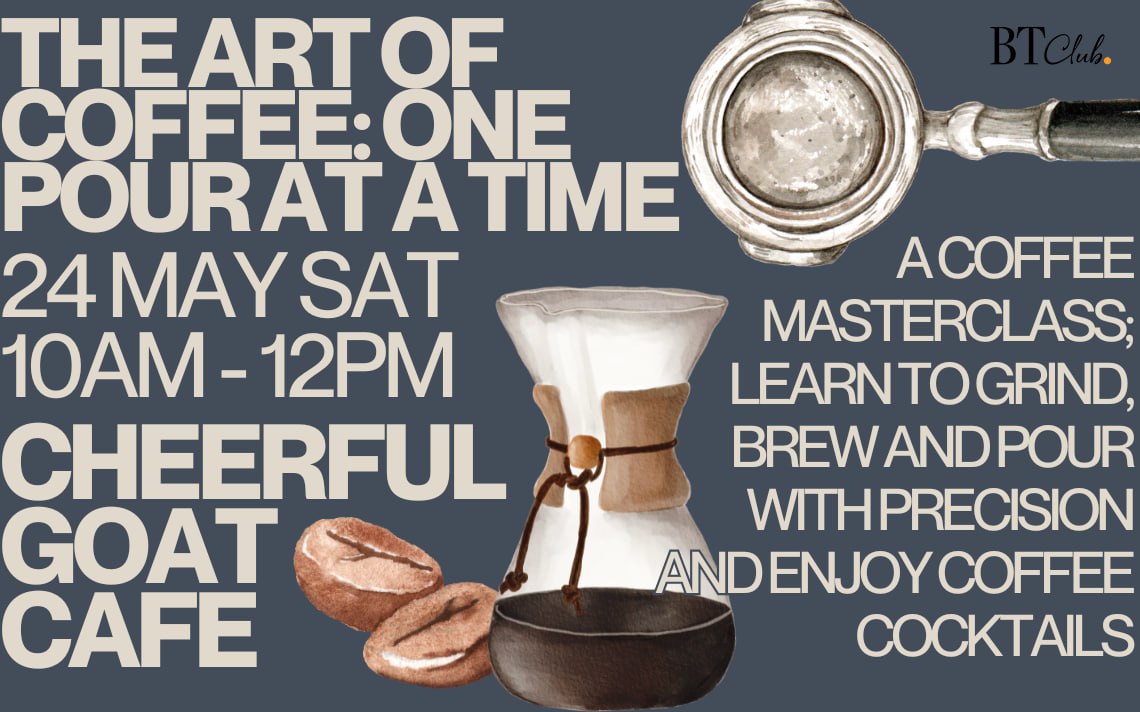 THE ART OF
COFFEE: ONE
POUR AT A TIME
24 MAY SAT
10AM - 12PM
CHEERFUL
GOAT
CAFE
BTClub.
A COFFEE
MASTERCLASS;
LEARN TO GRIND,
BREW AND POUR
WITH PRECISION
AND ENJOY COFFEE
COCKTAILS